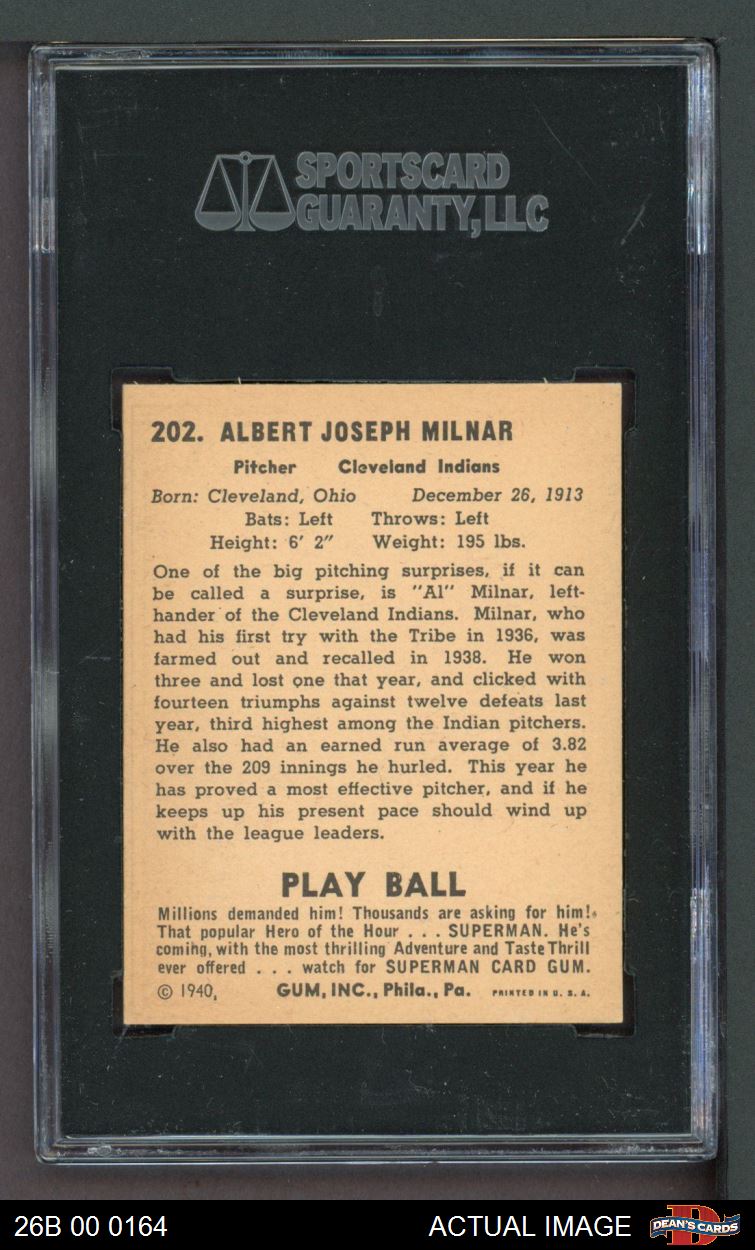 SPORTSCARD
GUARANTY, LLC
202. ALBERT JOSEPH MILNAR
Pitcher Cleveland Indians
Born: Cleveland, Ohio December 26, 1913
Bats: Left Throws: Left
Height: 6' 2" Weight: 195 lbs.
One of the big pitching surprises, if it can
be called a surprise, is "Al" Milnar, left-
hander of the Cleveland Indians. Milnar, who
had his first try with the Tribe in 1936, was
farmed out and recalled in 1938. He won
three and lost one that year, and clicked with
fourteen triumphs against twelve defeats last
year, third highest among the Indian pitchers.
He also had an earned run average of 3.82
over the 209 innings he hurled. This year he
has proved a most effective pitcher, and if he
keeps up his present pace should wind up
with the league leaders.
PLAY BALL
Millions demanded him! Thousands are asking for him!
That popular Hero of the Hour . . . SUPERMAN. He's
coming, with the most thrilling Adventure and Taste Thrill
ever offered . . . watch for SUPERMAN CARD GUM.
© 1940, GUM, INC., Phila., Pa. PRINTED IN U. S. A.
26B 00 0164 ACTUAL IMAGE DEAN'S CARDS